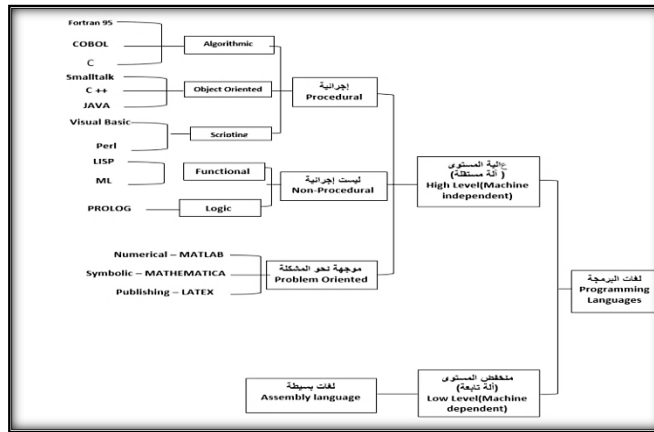 Fortran 95
COBOL
C
Algorithmic
Smalltalk
C ++
JAVA
Object Oriented
Visual Basic
Perl
Scripting
إجرائية
Procedural
LISP
ML
Functional
PROLOG
Logic
ليست إجرائية
Non-Procedural
Numerical – MATLAB
Symbolic – MATHEMATICA
Publishing – LATEX
موجهة نحو المشكلة
Problem Oriented
عالية المستوى
(آلة مستقلة)
High Level(Machine
independent)
لغات البرمجة
Programming
Languages
لغات بسيطة
Assembly language
منخفض المستوى
(آلة تابعة)
Low Level(Machine
dependent)